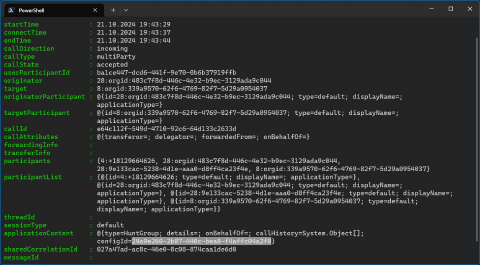 PowerShell
startTime : 21.10.2024 19:43:29
connectTime : 21.10.2024 19:43:37
endTime : 21.10.2024 19:43:44
callDirection : incoming
callType : multiParty
callState : accepted
userParticipantId : ba1ce447-dcd6-441f-9e70-0b6b37919ffb
originator : 28:orgid:483c7f8d-446c-4e32-b9ec-3129ada9c044
target : 8:orgid:339a9570-62f6-4769-82f7-5d29a0954037
originatorParticipant : @{id=28:orgid:483c7f8d-446c-4e32-b9ec-3129ada9c044; type=default; displayName=;
applicationType=}
targetParticipant : @{id=8:orgid:339a9570-62f6-4769-82f7-5d29a0954037; type=default; displayName=;
applicationType=}
callId : e64c112f-549d-4710-92c6-64d133c2633d
callAttributes : @{transferor=; delegator=; forwardedFrom=; onBehalfOf=}
forwardingInfo :
transferInfo :
participants : {4:+18129664626, 28:orgid:483c7f8d-446c-4e32-b9ec-3129ada9c044,
28:9e133cac-5238-4d1e-aaa0-d8ff4ca23f4e, 8:orgid:339a9570-62f6-4769-82f7-5d29a0954037}
participantList : {@{id=4:+18129664626; type=default; displayName=; applicationType=},
@{id=28:orgid:483c7f8d-446c-4e32-b9ec-3129ada9c044; type=default; displayName=;
applicationType=}, @{id=28:9e133cac-5238-4d1e-aaa0-d8ff4ca23f4e; type=default; displayName=;
applicationType=}, @{id=8:orgid:339a9570-62f6-4769-82f7-5d29a0954037; type=default; displayName=;
applicationType=}}
threadId :
sessionType : default
applicationContent : @{type=HuntGroup; details=; onBehalfOf=; callHistory=System.Object[];
configId=
sharedCorrelationId : 027a47ad-ac8c-46e0-8c08-874caa1de6d0
messageId :